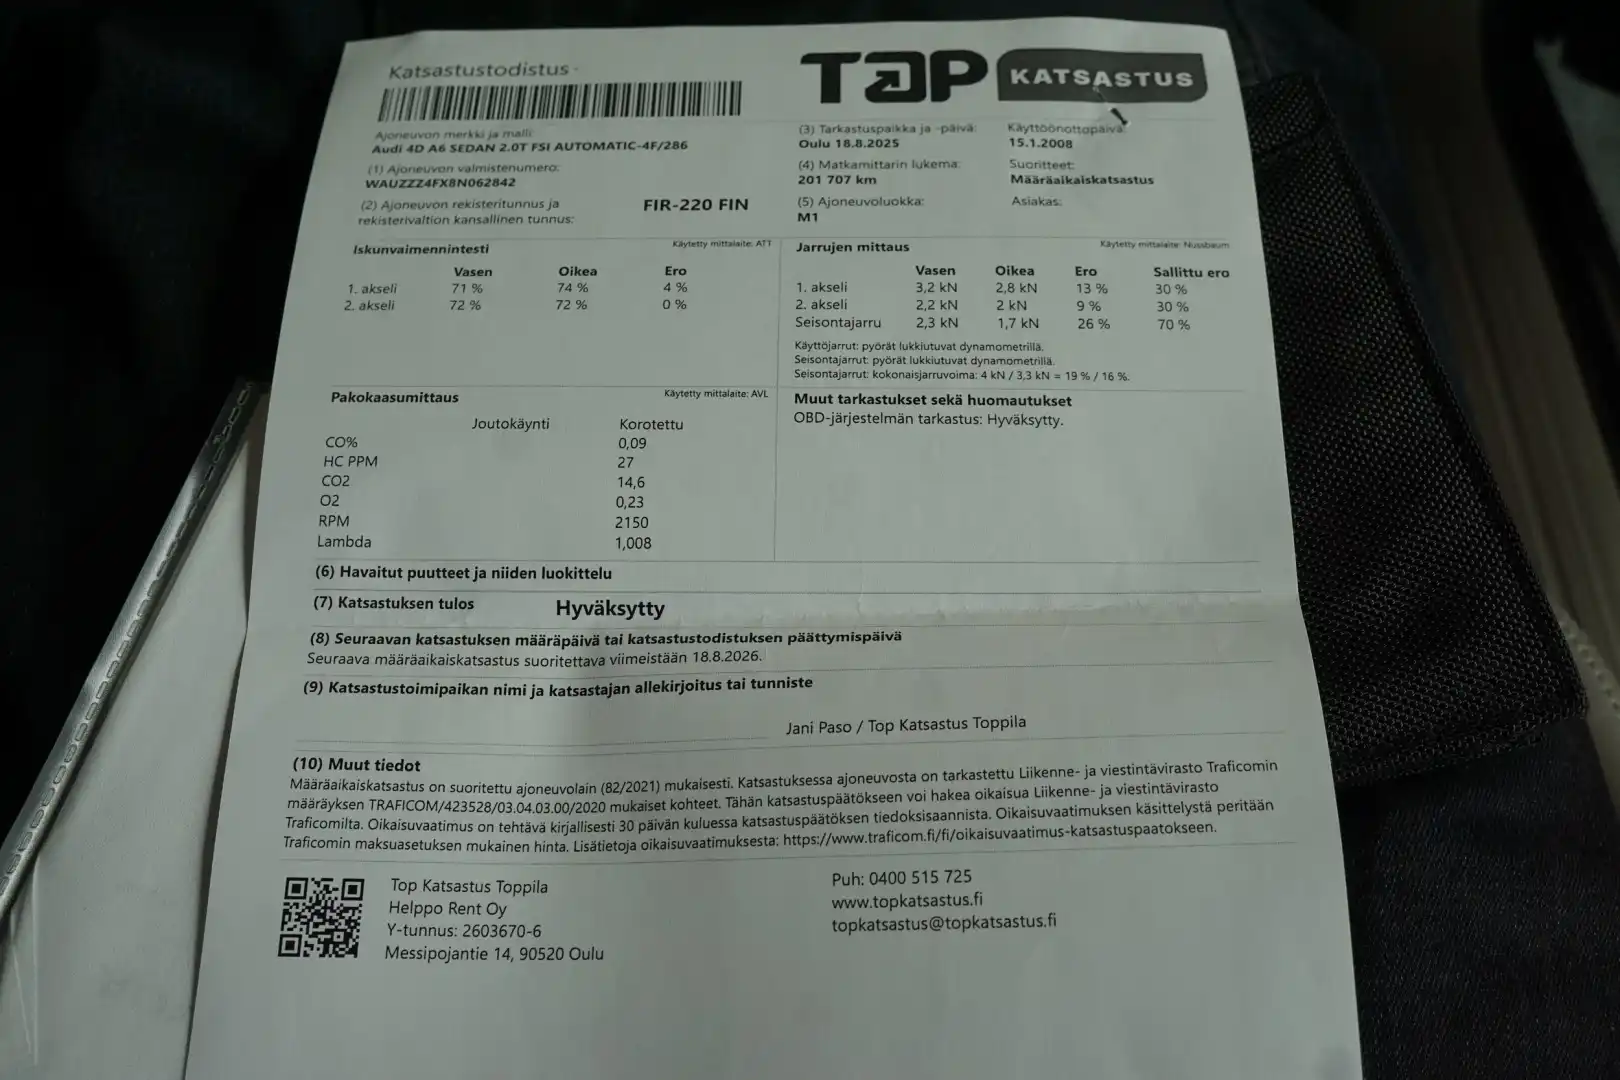 Katsastustodistus
TOP KATSASTUS
Ajoneuvon merkki ja malli:
Audi 4D A6 SEDAN 2.0T FSI AUTOMATIC-4F/286
(1) Ajoneuvon valmistenumero:
WAUZZZ4FX8N062842
(2) Ajoneuvon rekisteritunnus ja
rekisterivaltion kansallinen tunnus:
FIR-220 FIN
(3) Tarkastuspaikka ja -päivä:
Oulu 18.8.2025
(4) Matkamittarin lukema:
201 707 km
(5) Ajoneuvoluokka:
M1
Käyttöönottopäivä:
15.1.2008
Suoritteet:
Määräaikaiskatsastus
Asiakas:
Iskunvaimennintesti Käytetty mittalaite: ATT
Vasen Oikea Ero
1. akseli 71 % 74 % 4 %
2. akseli 72 % 72 % 0 %
Jarrujen mittaus Käytetty mittalaite: Nussbaum
Vasen Oikea Ero Sallittu ero
1. akseli 3,2 kN 2,8 kN 13 % 30 %
2. akseli 2,2 kN 2 kN 9 % 30 %
Seisontajarru 2,3 kN 1,7 kN 26 % 70 %
Käyttöjarrut: pyörät lukkiutuvat dynamometrillä.
Seisontajarrut: pyörät lukkiutuvat dynamometrillä.
Seisontajarrut: kokonaisjarruvoima: 4 kN / 3,3 kN = 19 % / 16 %.
Pakokaasumittaus Käytetty mittalaite: AVL
Joutokäynti Korotettu
CO% 0,09
HC PPM 27
CO2 14,6
O2 0,23
RPM 2150
Lambda 1,008
Muut tarkastukset sekä huomautukset
OBD-järjestelmän tarkastus: Hyväksytty.
(6) Havaitut puutteet ja niiden luokittelu
(7) Katsastuksen tulos Hyväksytty
(8) Seuraavan katsastuksen määräpäivä tai katsastustodistuksen päättymispäivä
Seuraava määräaikaiskatsastus suoritettava viimeistään 18.8.2026.
(9) Katsastustoimipaikan nimi ja katsastajan allekirjoitus tai tunniste
Jani Paso / Top Katsastus Toppila
(10) Muut tiedot
Määräaikaiskatsastus on suoritettu ajoneuvolain (82/2021) mukaisesti. Katsastuksessa ajoneuvosta on tarkastettu Liikenne- ja viestintävirasto Traficomin
määräyksen TRAFICOM/423528/03.04.03.00/2020 mukaiset kohteet. Tähän katsastuspäätökseen voi hakea oikaisua Liikenne- ja viestintävirasto
Traficomilta. Oikaisuvaatimus on tehtävä kirjallisesti 30 päivän kuluessa katsastuspäätöksen tiedoksisaannista. Oikaisuvaatimuksen käsittelystä peritään
Traficomin maksuasetuksen mukainen hinta. Lisätietoja oikaisuvaatimuksesta: https://www.traficom.fi/fi/oikaisuvaatimus-katsastuspaatokseen.
Top Katsastus Toppila
Helppo Rent Oy
Y-tunnus: 2603670-6
Messipojantie 14, 90520 Oulu
Puh: 0400 515 725
www.topkatsastus.fi
topkatsastus@topkatsastus.fi